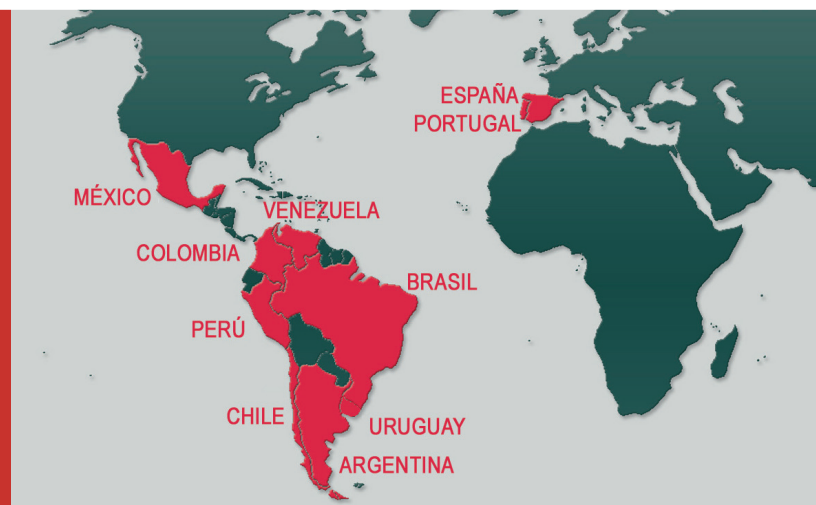 ESPAÑA
PORTUGAL
MÉXICO
VENEZUELA
COLOMBIA
BRASIL
PERÚ
CHILE
URUGUAY
ARGENTINA